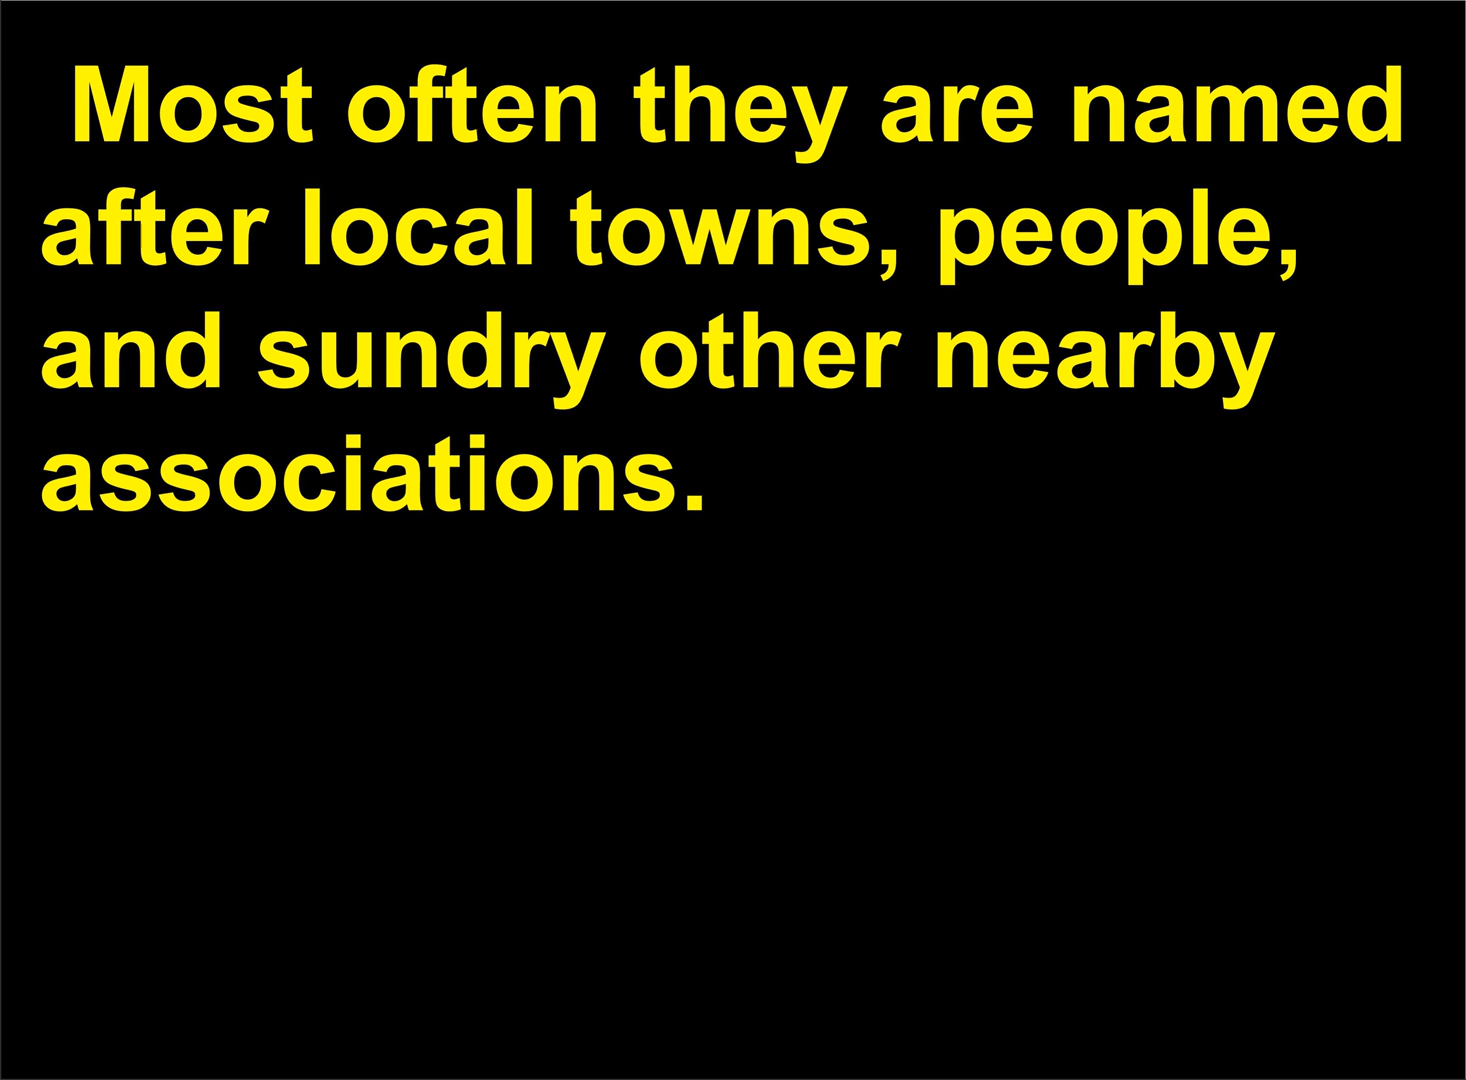 Most often they are named
after local towns, people,
and sundry other nearby
associations.